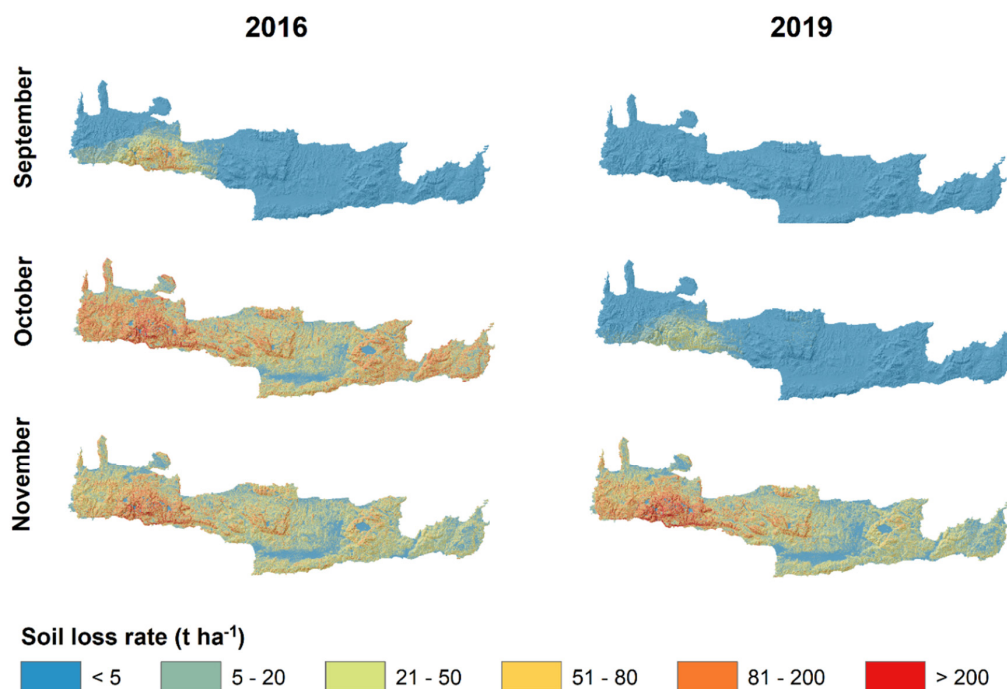 2016
2019
September
October
November
Soil loss rate (t ha⁻¹)
< 5
5 - 20
21 - 50
51 - 80
81 - 200
> 200